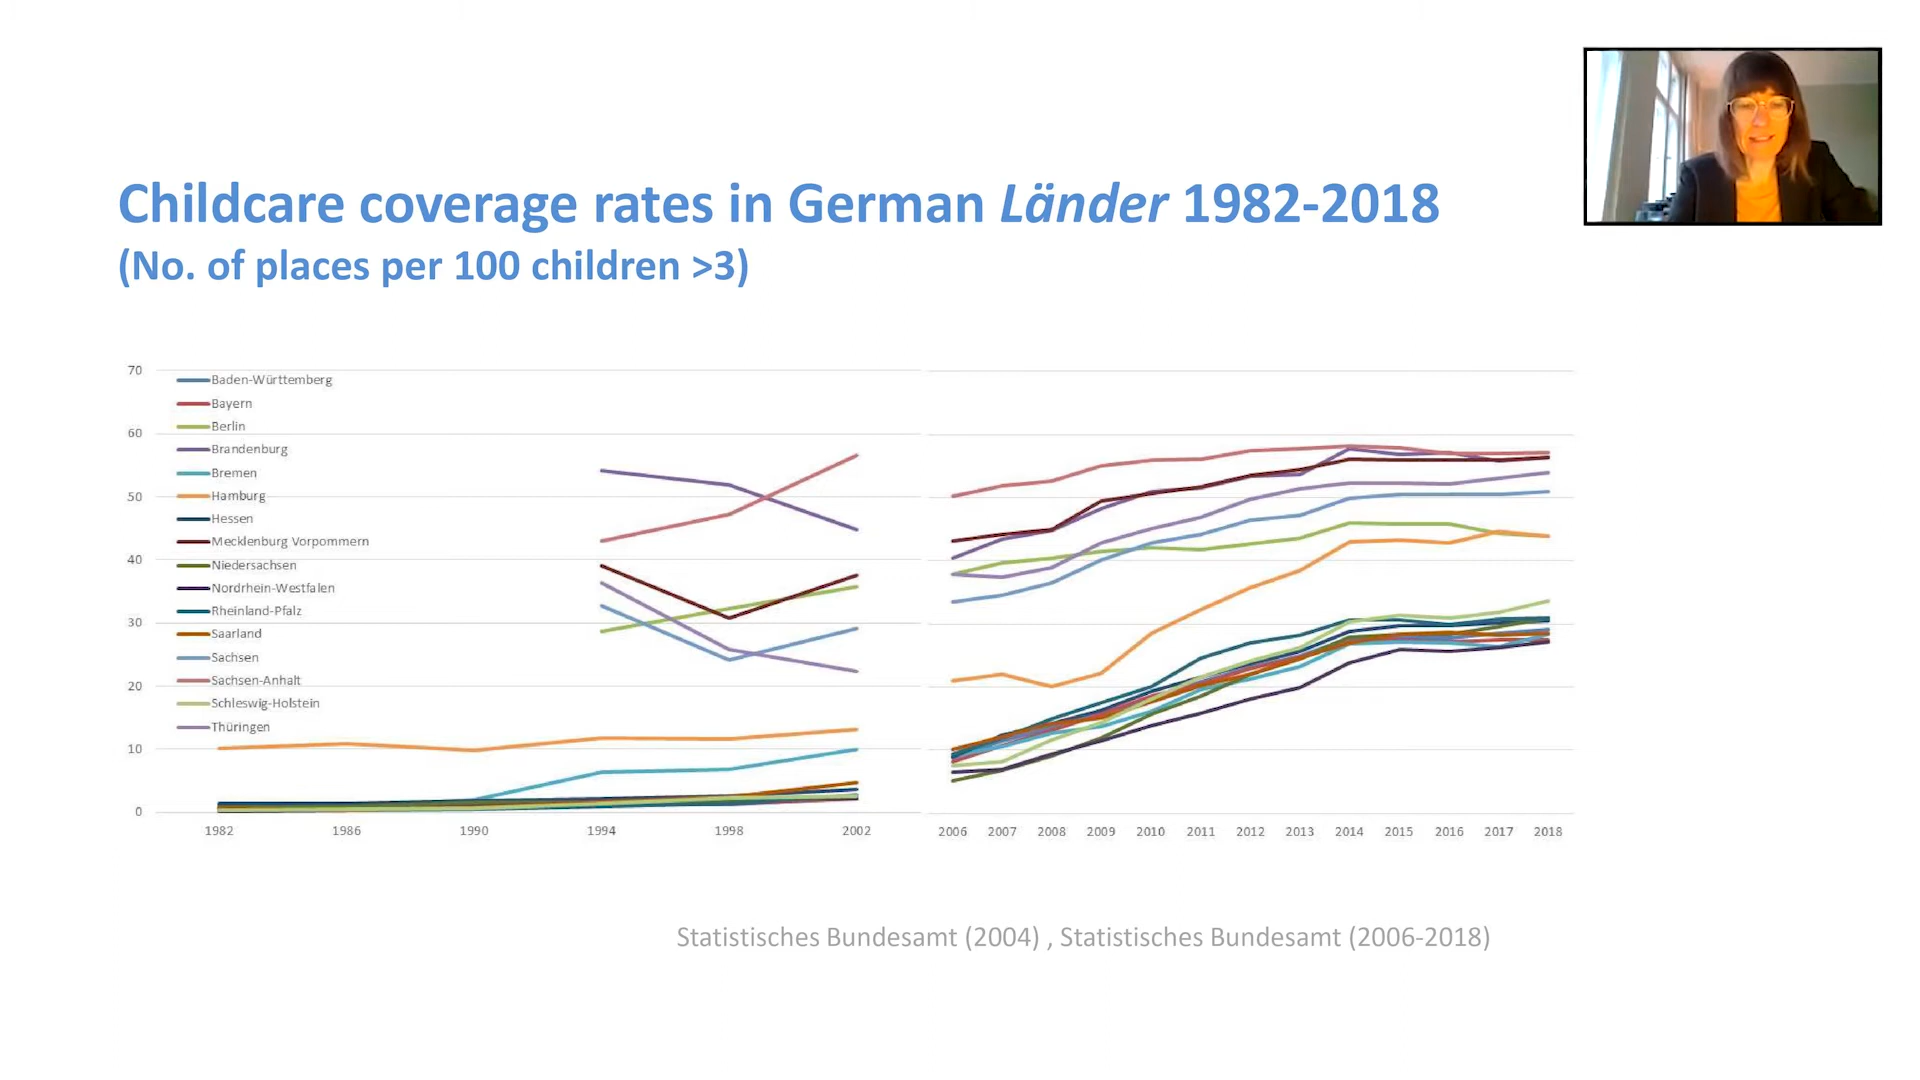 Childcare coverage rates in German Länder 1982-2018
(No. of places per 100 children >3)
70
60
50
40
30
20
10
0
Baden-Württemberg
Bayern
Berlin
Brandenburg
Bremen
Hamburg
Hessen
Mecklenburg Vorpommern
Niedersachsen
Nordrhein-Westfalen
Rheinland-Pfalz
Saarland
Sachsen
Sachsen-Anhalt
Schleswig-Holstein
Thüringen
1982 1986 1990 1994 1998 2002
2006 2007 2008 2009 2010 2011 2012 2013 2014 2015 2016 2017 2018
Statistisches Bundesamt (2004) , Statistisches Bundesamt (2006-2018)